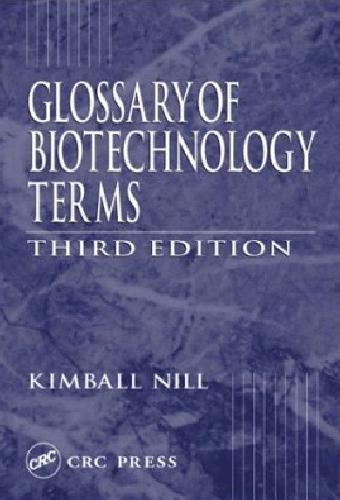 GLOSSARY OF
BIOTECHNOLOGY
TERMS
THIRD EDITION
KIMBALL NILL
CRC
CRC PRESS